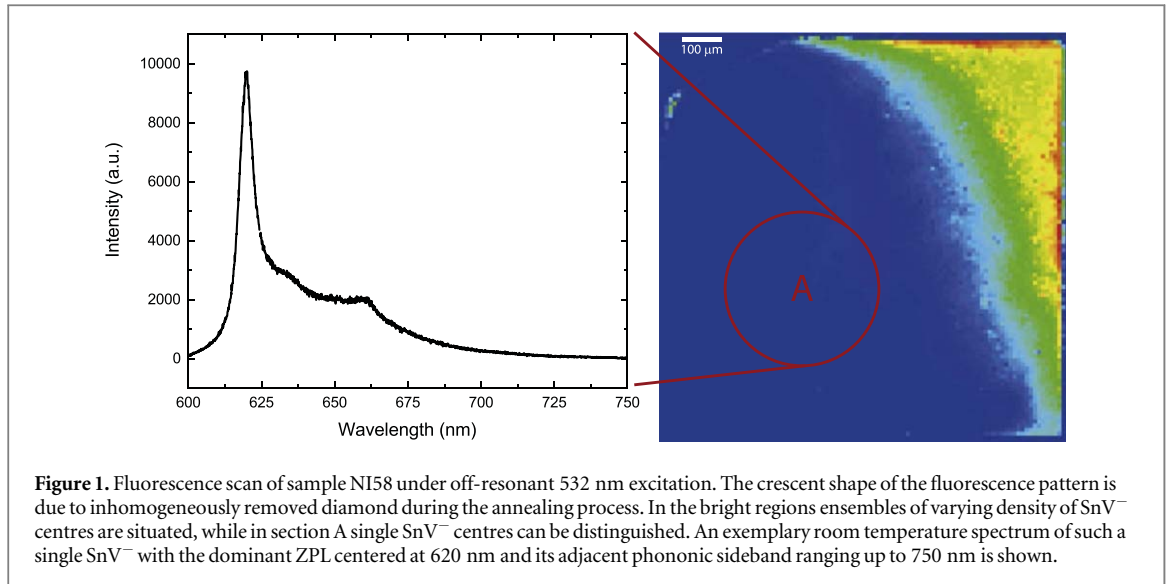 10000
8000
6000
4000
2000
0
Intensity (a.u.)
600 625 650 675 700 725 750
Wavelength (nm)
100 μm
A
Figure 1. Fluorescence scan of sample NI58 under off-resonant 532 nm excitation. The crescent shape of the fluorescence pattern is
due to inhomogeneously removed diamond during the annealing process. In the bright regions ensembles of varying density of SnV⁻
centres are situated, while in section A single SnV⁻ centres can be distinguished. An exemplary room temperature spectrum of such a
single SnV⁻ with the dominant ZPL centered at 620 nm and its adjacent phononic sideband ranging up to 750 nm is shown.